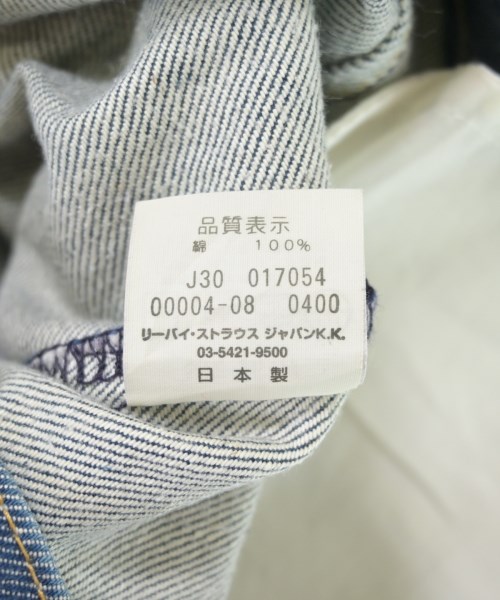 品質表示
綿 100%
J30 017054
00004-08 0400
リーバイ・ストラウス ジャパンK.K.
03-5421-9500
日本製